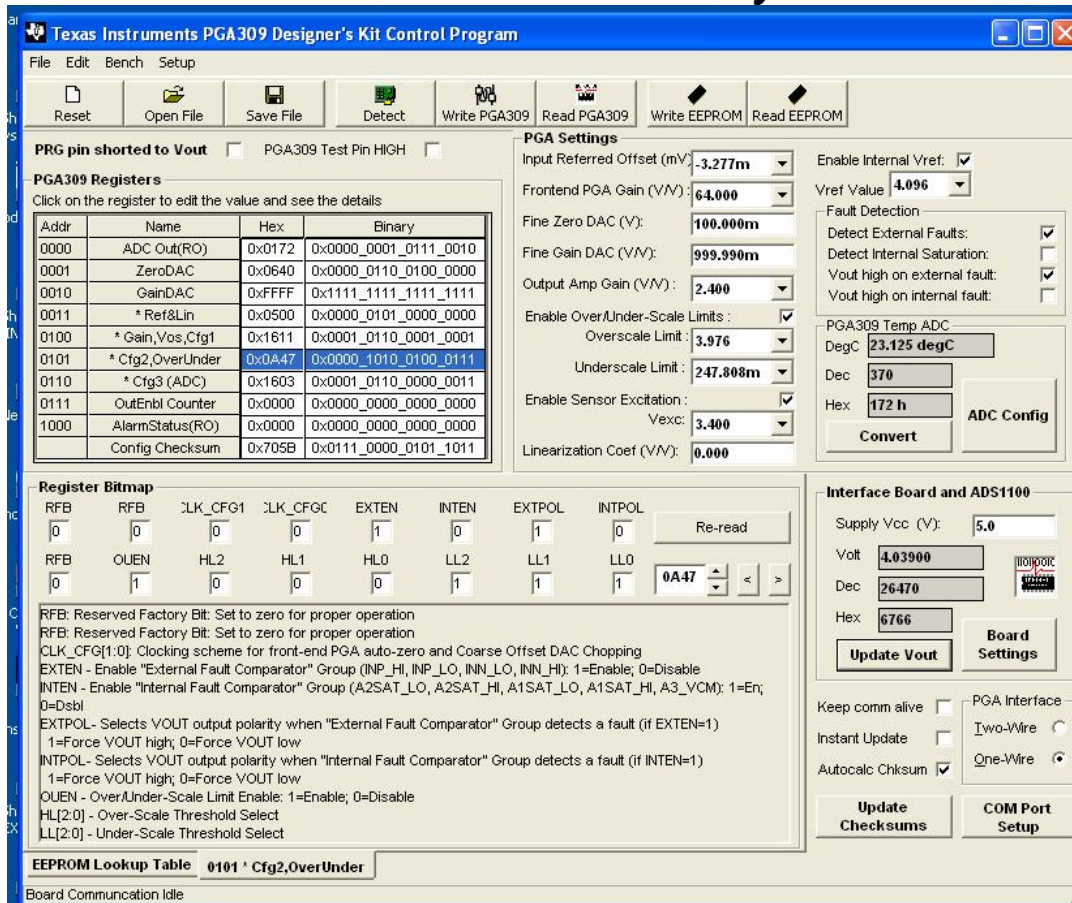 Texas Instruments PGA309 Designer's Kit Control Program
File Edit Bench Setup
Reset Open File Save File Detect Write PGA309 Read PGA309 Write EEPROM Read EEPROM
PRG pin shorted to Vout PGA309 Test Pin HIGH
PGA309 Registers
Click on the register to edit the value and see the details
Addr Name Hex Binary
0000 ADC Out(RO) 0x0172 0x0000_0001_0111_0010
0001 ZeroDAC 0x0640 0x0000_0110_0100_0000
0010 GainDAC 0xFFFF 0x1111_1111_1111_1111
0011 * Ref&Lin 0x0500 0x0000_0101_0000_0000
0100 * Gain,Vos,Cfg1 0x1611 0x0001_0110_0001_0001
0101 * Cfg2,OverUnder 0x0A47 0x0000_1010_0100_0111
0110 * Cfg3 (ADC) 0x1603 0x0001_0110_0000_0011
0111 OutEnbl Counter 0x0000 0x0000_0000_0000_0000
1000 AlarmStatus(RO) 0x0000 0x0000_0000_0000_0000
Config Checksum 0x705B 0x0111_0000_0101_1011
PGA Settings
Input Referred Offset (mV) -3.277m
Frontend PGA Gain (V/V) : 64.000
Fine Zero DAC (V): 100.000m
Fine Gain DAC (V/V): 999.990m
Output Amp Gain (V/V) : 2.400
Enable Over/Under-Scale Limits :
Overscale Limit : 3.976
Underscale Limit : 247.808m
Enable Sensor Excitation :
Vexc: 3.400
Linearization Coef (V/V): 0.000
Enable Internal Vref:
Vref Value 4.096
Fault Detection
Detect External Faults:
Detect Internal Saturation:
Vout high on external fault:
Vout high on internal fault:
PGA309 Temp ADC
DegC 23.125 degC
Dec 370
Hex 172 h
Convert
ADC Config
Register Bitmap
RFB RFB CLK_CFG1 CLK_CFG0 EXTEN INTEN EXTPOL INTPOL
0 0 0 0 1 0 1 0 Re-read
RFB OUEN HL2 HL1 HL0 LL2 LL1 LL0
0 1 0 0 0 1 1 1 0A47 < >
RFB: Reserved Factory Bit: Set to zero for proper operation
RFB: Reserved Factory Bit: Set to zero for proper operation
CLK_CFG[1:0]: Clocking scheme for front-end PGA auto-zero and Coarse Offset DAC Chopping
EXTEN - Enable "External Fault Comparator" Group (INP_HI, INP_LO, INN_LO, INN_HI): 1=Enable; 0=Disable
INTEN - Enable "Internal Fault Comparator" Group (A2SAT_LO, A2SAT_HI, A1SAT_LO, A1SAT_HI, A3_VCM): 1=En;
0=Dsbl
EXTPOL- Selects VOUT output polarity when "External Fault Comparator" Group detects a fault (if EXTEN=1)
1=Force VOUT high; 0=Force VOUT low
INTPOL- Selects VOUT output polarity when "Internal Fault Comparator" Group detects a fault (if INTEN=1)
1=Force VOUT high; 0=Force VOUT low
OUEN - Over/Under-Scale Limit Enable: 1=Enable; 0=Disable
HL[2:0] - Over-Scale Threshold Select
LL[2:0] - Under-Scale Threshold Select
Interface Board and ADS1100
Supply Vcc (V): 5.0
Volt 4.03900
Dec 26470
Hex 6766
Update Vout
Board Settings
Keep comm alive
Instant Update
Autocalc Chksum
PGA Interface
Two-Wire
One-Wire
Update Checksums
COM Port Setup
EEPROM Lookup Table 0101 * Cfg2,OverUnder
Board Communcation Idle